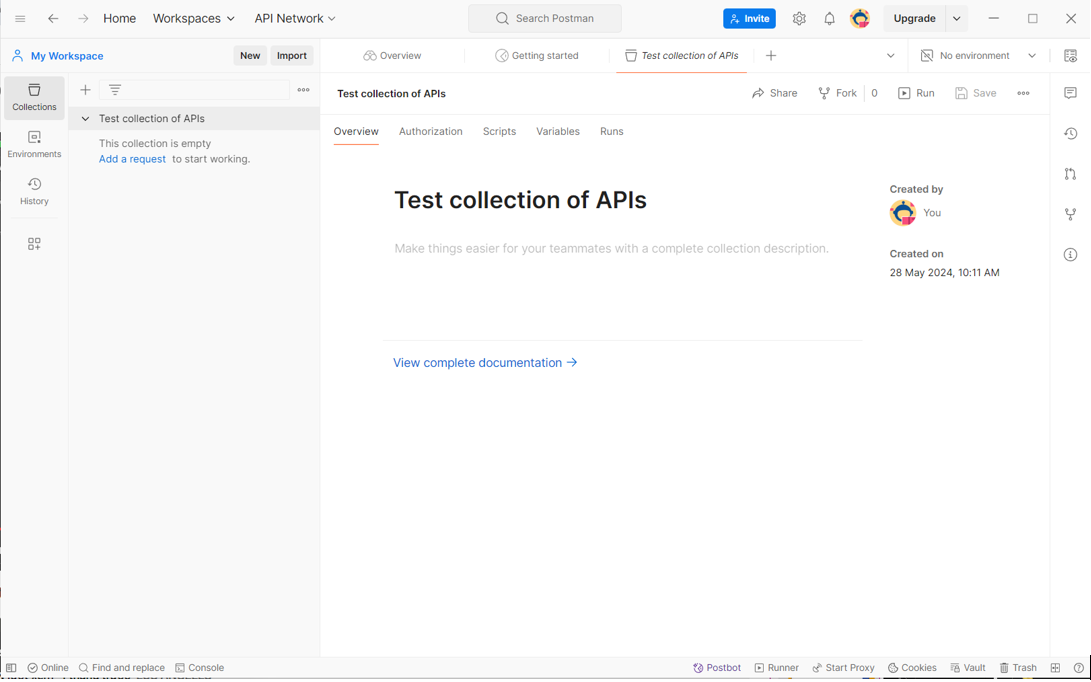 Home Workspaces API Network Search Postman Invite Upgrade
My Workspace New Import Overview Getting started Test collection of APIs No environment
Collections
Environments
History
Test collection of APIs
This collection is empty
Add a request to start working.
Test collection of APIs Share Fork 0 Run Save
Overview Authorization Scripts Variables Runs
Test collection of APIs
Make things easier for your teammates with a complete collection description.
View complete documentation →
Created by
You
Created on
28 May 2024, 10:11 AM
Online Find and replace Console Postbot Runner Start Proxy Cookies Vault Trash